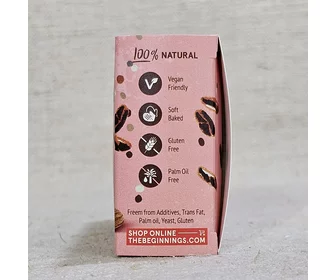 100% NATURAL
Vegan
Friendly
Soft
Baked
Gluten
Free
Palm Oil
Free
Freem from Additives, Trans Fat,
Palm oil, Yeast, Gluten
SHOP ONLINE
THEBEGINNINGS.COM